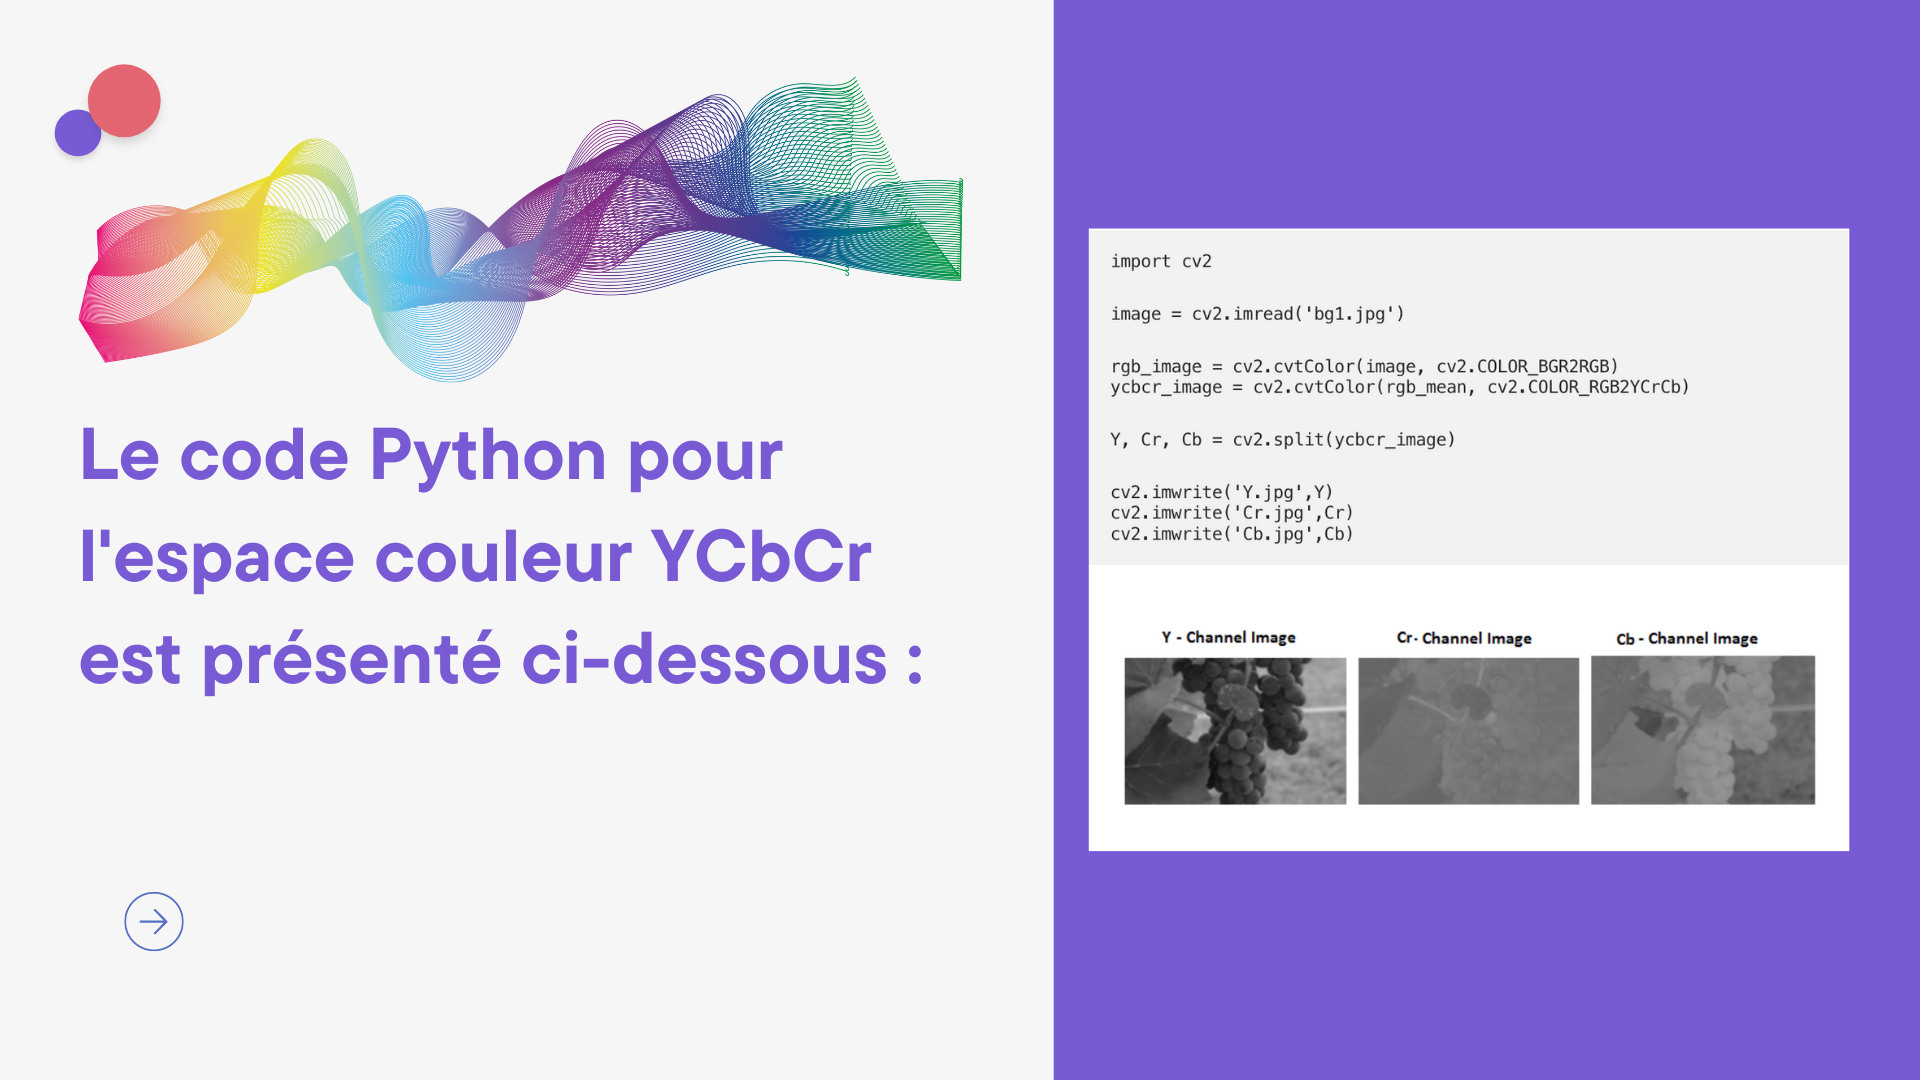 Le code Python pour
l'espace couleur YCbCr
est présenté ci-dessous :
import cv2
image = cv2.imread('bg1.jpg')
rgb_image = cv2.cvtColor(image, cv2.COLOR_BGR2RGB)
ycbcr_image = cv2.cvtColor(rgb_mean, cv2.COLOR_RGB2YCrCb)
Y, Cr, Cb = cv2.split(ycbcr_image)
cv2.imwrite('Y.jpg',Y)
cv2.imwrite('Cr.jpg',Cr)
cv2.imwrite('Cb.jpg',Cb)
Y - Channel Image
Cr- Channel Image
Cb - Channel Image